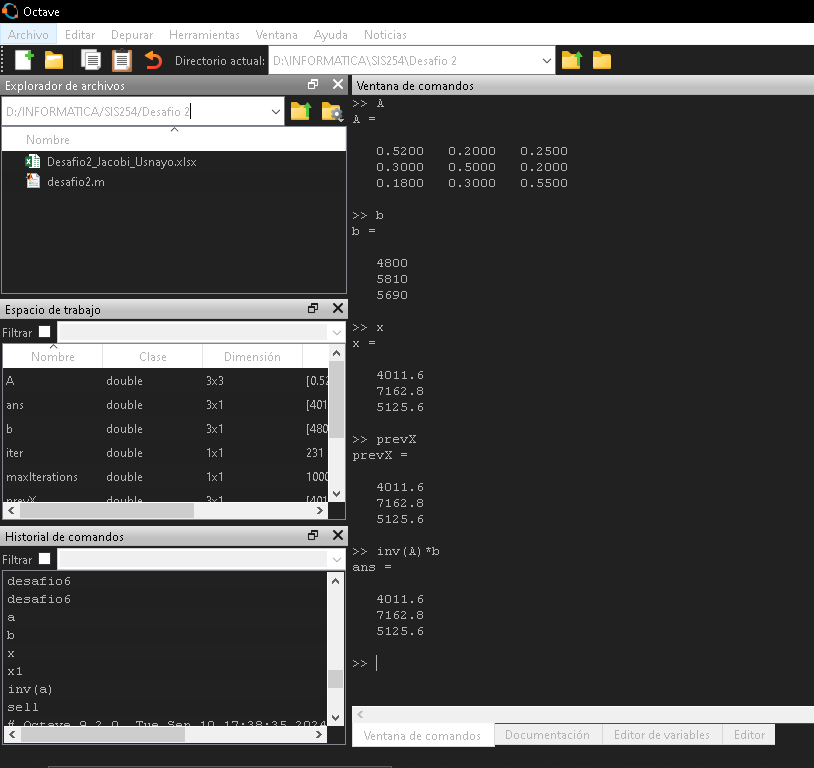 Octave
Archivo Editar Depurar Herramientas Ventana Ayuda Noticias
Directorio actual: D:\INFORMATICA\SIS254\Desafio 2
Explorador de archivos
D:/INFORMATICA/SIS254/Desafio 2
Nombre
Desafio2_Jacobi_Usnayo.xlsx
desafio2.m
Espacio de trabajo
Filtrar
Nombre Clase Dimensión
A double 3x3 [0.52
ans double 3x1 [401
b double 3x1 [480
iter double 1x1 231
maxIterations double 1x1 1000
prevX double 3x1 [401
Historial de comandos
Filtrar
desafio6
desafio6
a
b
x
x1
inv(a)
sell
# Octave 9.2.0, Tue Sep 10 17:38:35 2024
Ventana de comandos
>> A
A =
0.5200 0.2000 0.2500
0.3000 0.5000 0.2000
0.1800 0.3000 0.5500
>> b
b =
4800
5810
5690
>> x
x =
4011.6
7162.8
5125.6
>> prevX
prevX =
4011.6
7162.8
5125.6
>> inv(A)*b
ans =
4011.6
7162.8
5125.6
>>
Ventana de comandos Documentación Editor de variables Editor